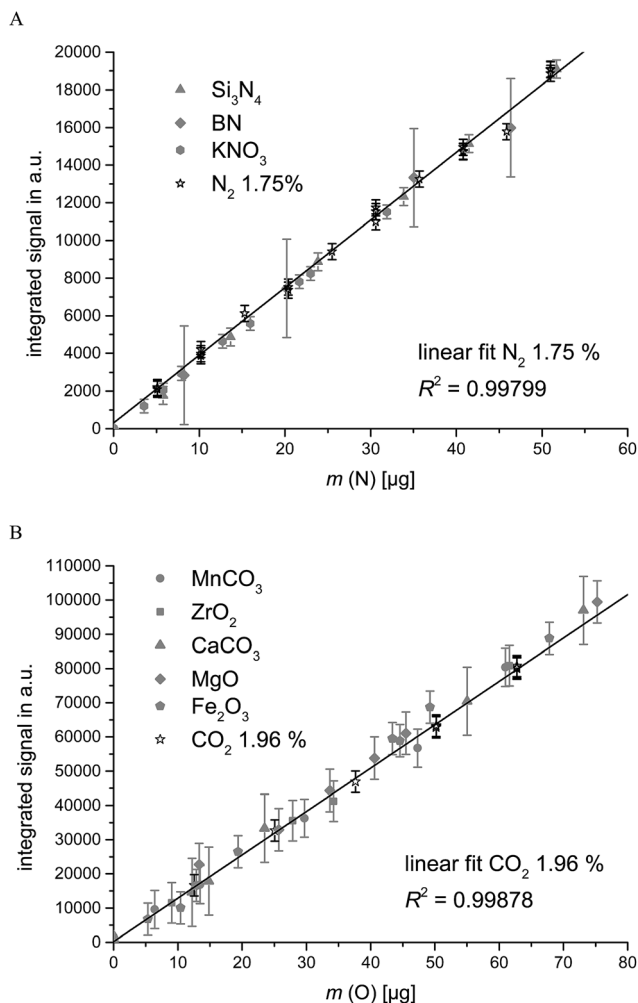 A
20000
18000
16000
14000
12000
10000
8000
6000
4000
2000
0
integrated signal in a.u.
Si₃N₄
BN
KNO₃
N₂ 1.75%
linear fit N₂ 1.75 %
R² = 0.99799
0 10 20 30 40 50 60
m (N) [µg]
B
110000
100000
90000
80000
70000
60000
50000
40000
30000
20000
10000
0
integrated signal in a.u.
MnCO₃
ZrO₂
CaCO₃
MgO
Fe₂O₃
CO₂ 1.96 %
linear fit CO₂ 1.96 %
R² = 0.99878
0 10 20 30 40 50 60 70 80
m (O) [µg]